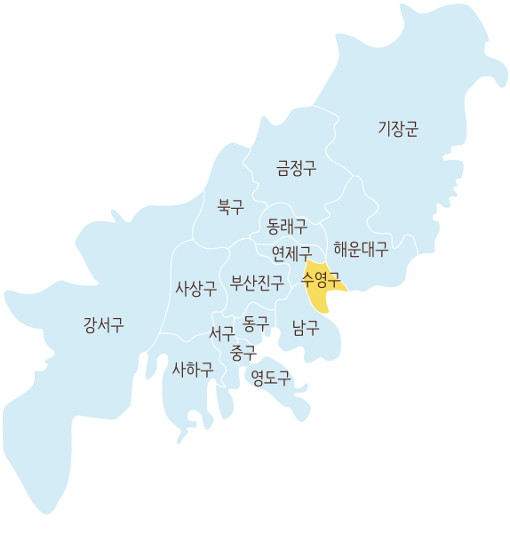 기장군
금정구
북구
동래구
해운대구
연제구
수영구
부산진구
사상구
강서구
동구
남구
서구
중구
사하구
영도구